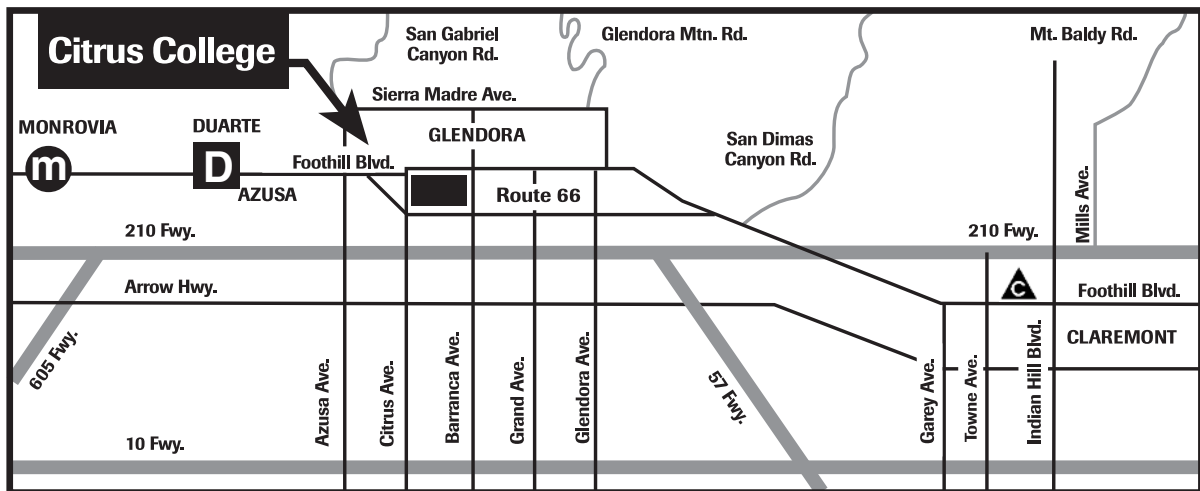 Citrus College
San Gabriel
Canyon Rd.
Glendora Mtn. Rd.
Mt. Baldy Rd.
Sierra Madre Ave.
MONROVIA
m
DUARTE
D
AZUSA
GLENDORA
Foothill Blvd.
Route 66
San Dimas
Canyon Rd.
Mills Ave.
210 Fwy.
210 Fwy.
Arrow Hwy.
C
Foothill Blvd.
CLAREMONT
605 Fwy.
Azusa Ave.
Citrus Ave.
Barranca Ave.
Grand Ave.
Glendora Ave.
57 Fwy.
Garey Ave.
Towne Ave.
Indian Hill Blvd.
10 Fwy.